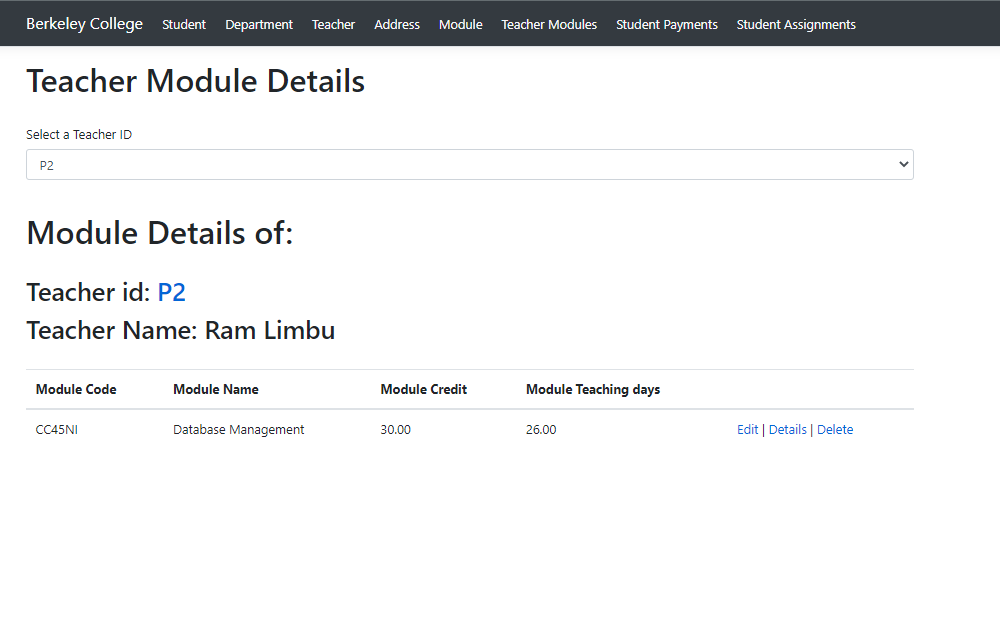 Berkeley College Student Department Teacher Address Module Teacher Modules Student Payments Student Assignments
Teacher Module Details
Select a Teacher ID
P2
Module Details of:
Teacher id: P2
Teacher Name: Ram Limbu
Module Code Module Name Module Credit Module Teaching days
CC45NI Database Management 30.00 26.00 Edit | Details | Delete